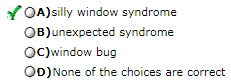 A)silly window syndrome
B)unexpected syndrome
C)window bug
D)None of the choices are correct